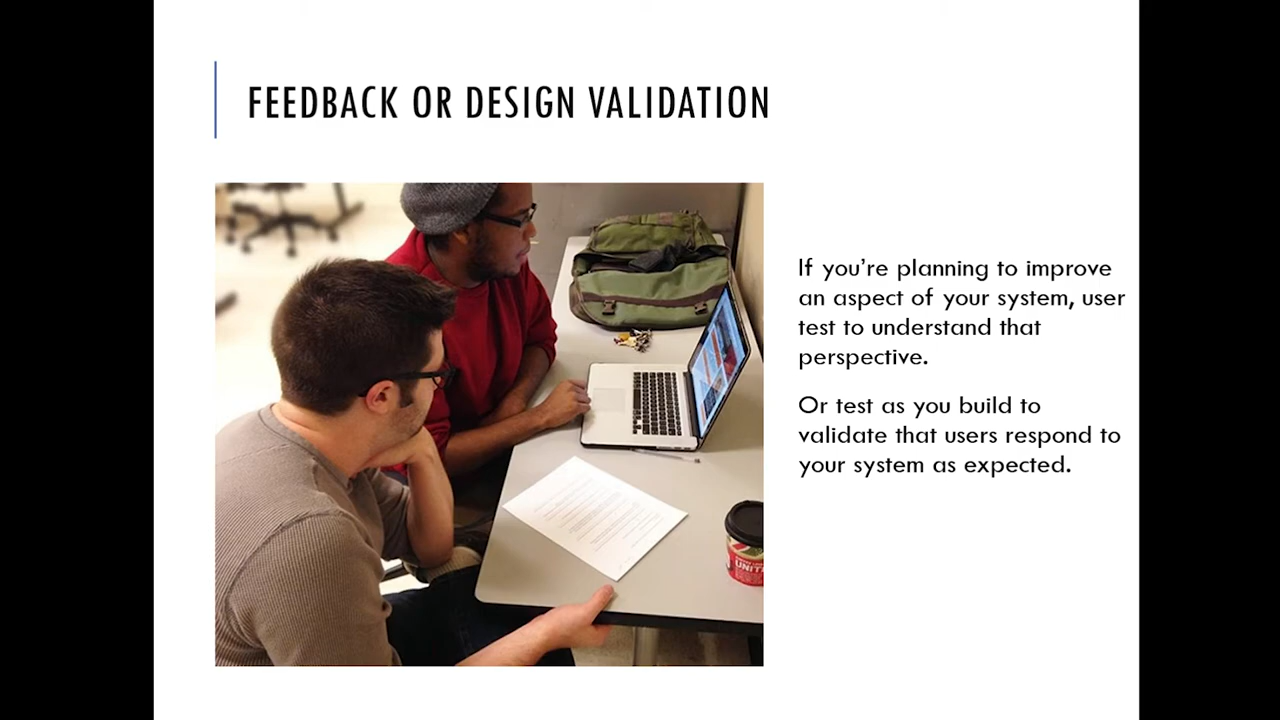 FEEDBACK OR DESIGN VALIDATION
If you’re planning to improve
an aspect of your system, user
test to understand that
perspective.
Or test as you build to
validate that users respond to
your system as expected.